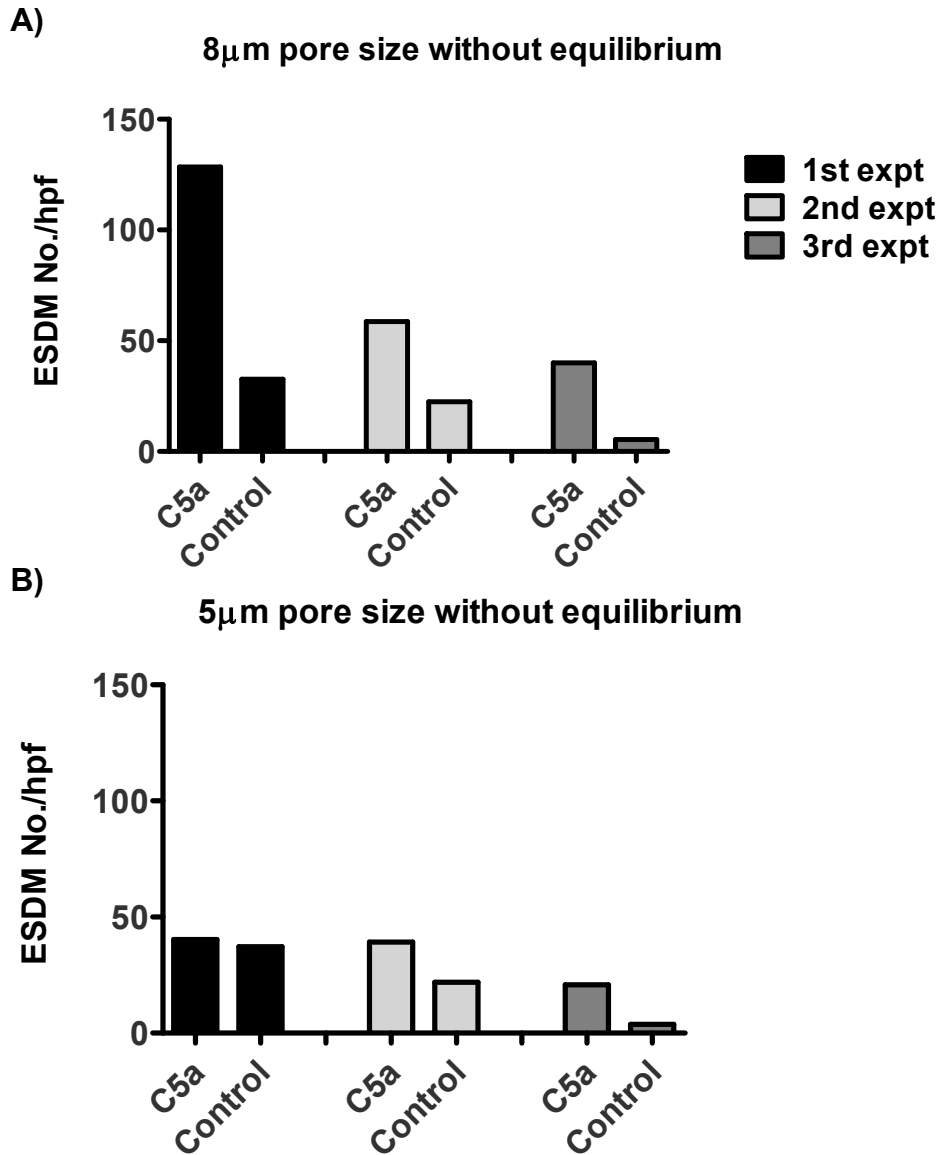 A)
8μm pore size without equilibrium
ESDM No./hpf
150
100
50
0
C5a
Control
C5a
Control
C5a
Control
1st expt
2nd expt
3rd expt
B)
5μm pore size without equilibrium
ESDM No./hpf
150
100
50
0
C5a
Control
C5a
Control
C5a
Control